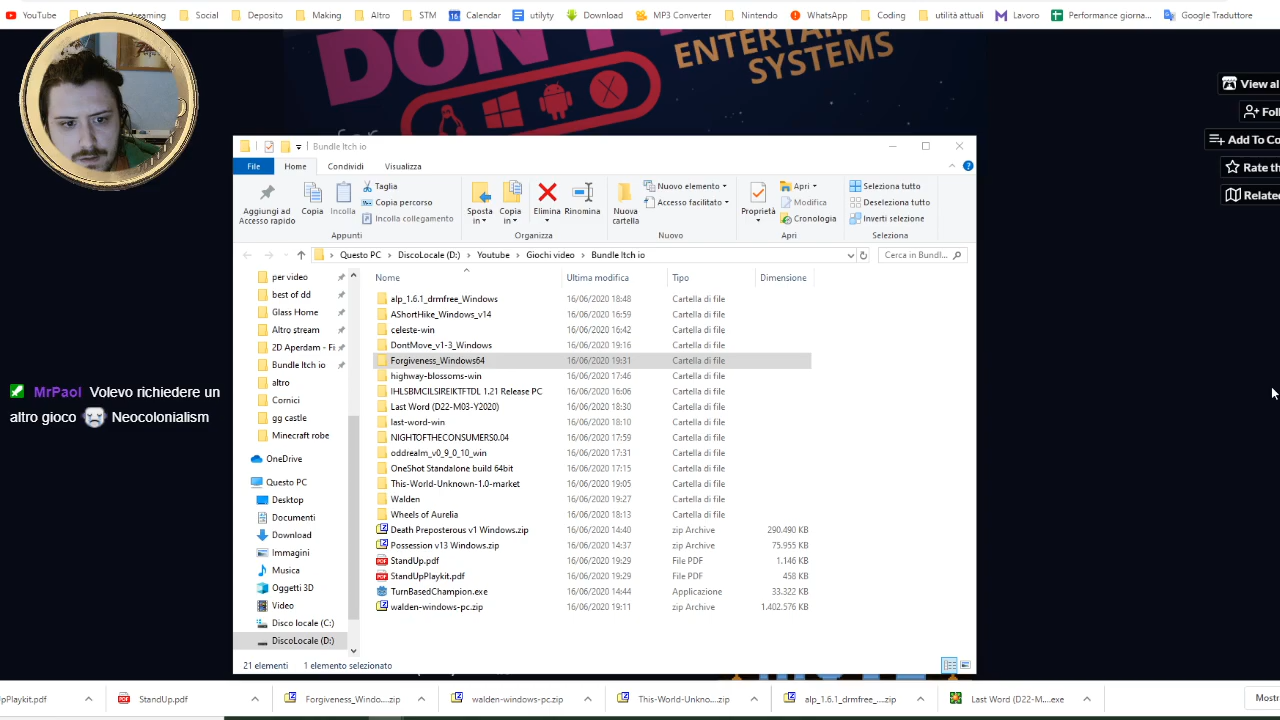 YouTube
Streaming
Social
Deposito
Making
Altro
STM
16 Calendar
utilyty
Download
MP3 Converter
Nintendo
WhatsApp
Coding
utilità attuali
Lavoro
Performance giorna...
Google Traduttore
ENTERTAIN
SYSTEMS
for
View al
Foll
Add To Co
Rate th
Related
Bundle Itch io
File Home Condividi Visualizza
Aggiungi ad
Accesso rapido
Copia
Incolla
Taglia
Copia percorso
Incolla collegamento
Appunti
Sposta
in
Copia
in
Elimina
Rinomina
Organizza
Nuova
cartella
Nuovo elemento
Accesso facilitato
Nuovo
Proprietà
Apri
Modifica
Cronologia
Apri
Seleziona tutto
Deseleziona tutto
Inverti selezione
Seleziona
Questo PC > DiscoLocale (D:) > Youtube > Giochi video > Bundle Itch io
Cerca in Bundl...
per video
best of dd
Glass Home
Altro stream
2D Aperdam - Fi
Bundle Itch io
altro
Cornici
gg castle
Minecraft robe
OneDrive
Questo PC
Desktop
Documenti
Download
Immagini
Musica
Oggetti 3D
Video
Disco locale (C:)
DiscoLocale (D:)
Nome Ultima modifica Tipo Dimensione
alp_1.6.1_drmfree_Windows 16/06/2020 18:48 Cartella di file
AShortHike_Windows_v14 16/06/2020 16:59 Cartella di file
celeste-win 16/06/2020 16:42 Cartella di file
DontMove_v1-3_Windows 16/06/2020 19:16 Cartella di file
Forgiveness_Windows64 16/06/2020 19:31 Cartella di file
highway-blossoms-win 16/06/2020 17:46 Cartella di file
IHLSBMCILSIREIKTFTDL 1.21 Release PC 16/06/2020 16:06 Cartella di file
Last Word (D22-M03-Y2020) 16/06/2020 18:30 Cartella di file
last-word-win 16/06/2020 18:10 Cartella di file
NIGHTOFTHECONSUMERS0.04 16/06/2020 17:59 Cartella di file
oddrealm_v0_9_0_10_win 16/06/2020 17:31 Cartella di file
OneShot Standalone build 64bit 16/06/2020 17:15 Cartella di file
This-World-Unknown-1.0-market 16/06/2020 19:05 Cartella di file
Walden 16/06/2020 19:27 Cartella di file
Wheels of Aurelia 16/06/2020 18:13 Cartella di file
Death Preposterous v1 Windows.zip 16/06/2020 14:40 zip Archive 290.490 KB
Possession v13 Windows.zip 16/06/2020 14:37 zip Archive 75.955 KB
StandUp.pdf 16/06/2020 19:29 File PDF 1.146 KB
StandUpPlaykit.pdf 16/06/2020 19:29 File PDF 458 KB
TurnBasedChampion.exe 16/06/2020 14:44 Applicazione 33.322 KB
walden-windows-pc.zip 16/06/2020 19:11 zip Archive 1.402.576 KB
21 elementi 1 elemento selezionato
MrPaol Volevo richiedere un
altro gioco Neocolonialism
pPlaykit.pdf
StandUp.pdf
Forgiveness_Windo....zip
walden-windows-pc.zip
This-World-Unkno....zip
alp_1.6.1_drmfree_....zip
Last Word (D22-M....exe
Most